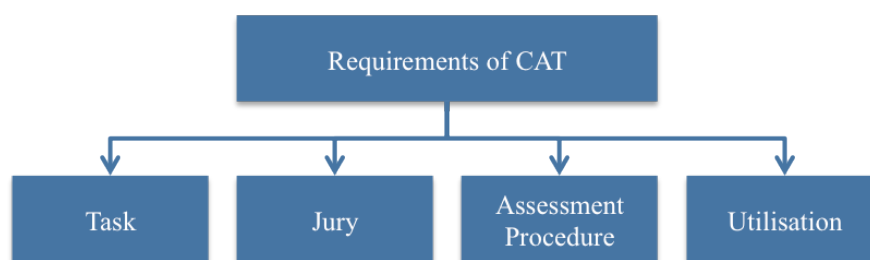 Requirements of CAT
Task
Jury
Assessment
Procedure
Utilisation